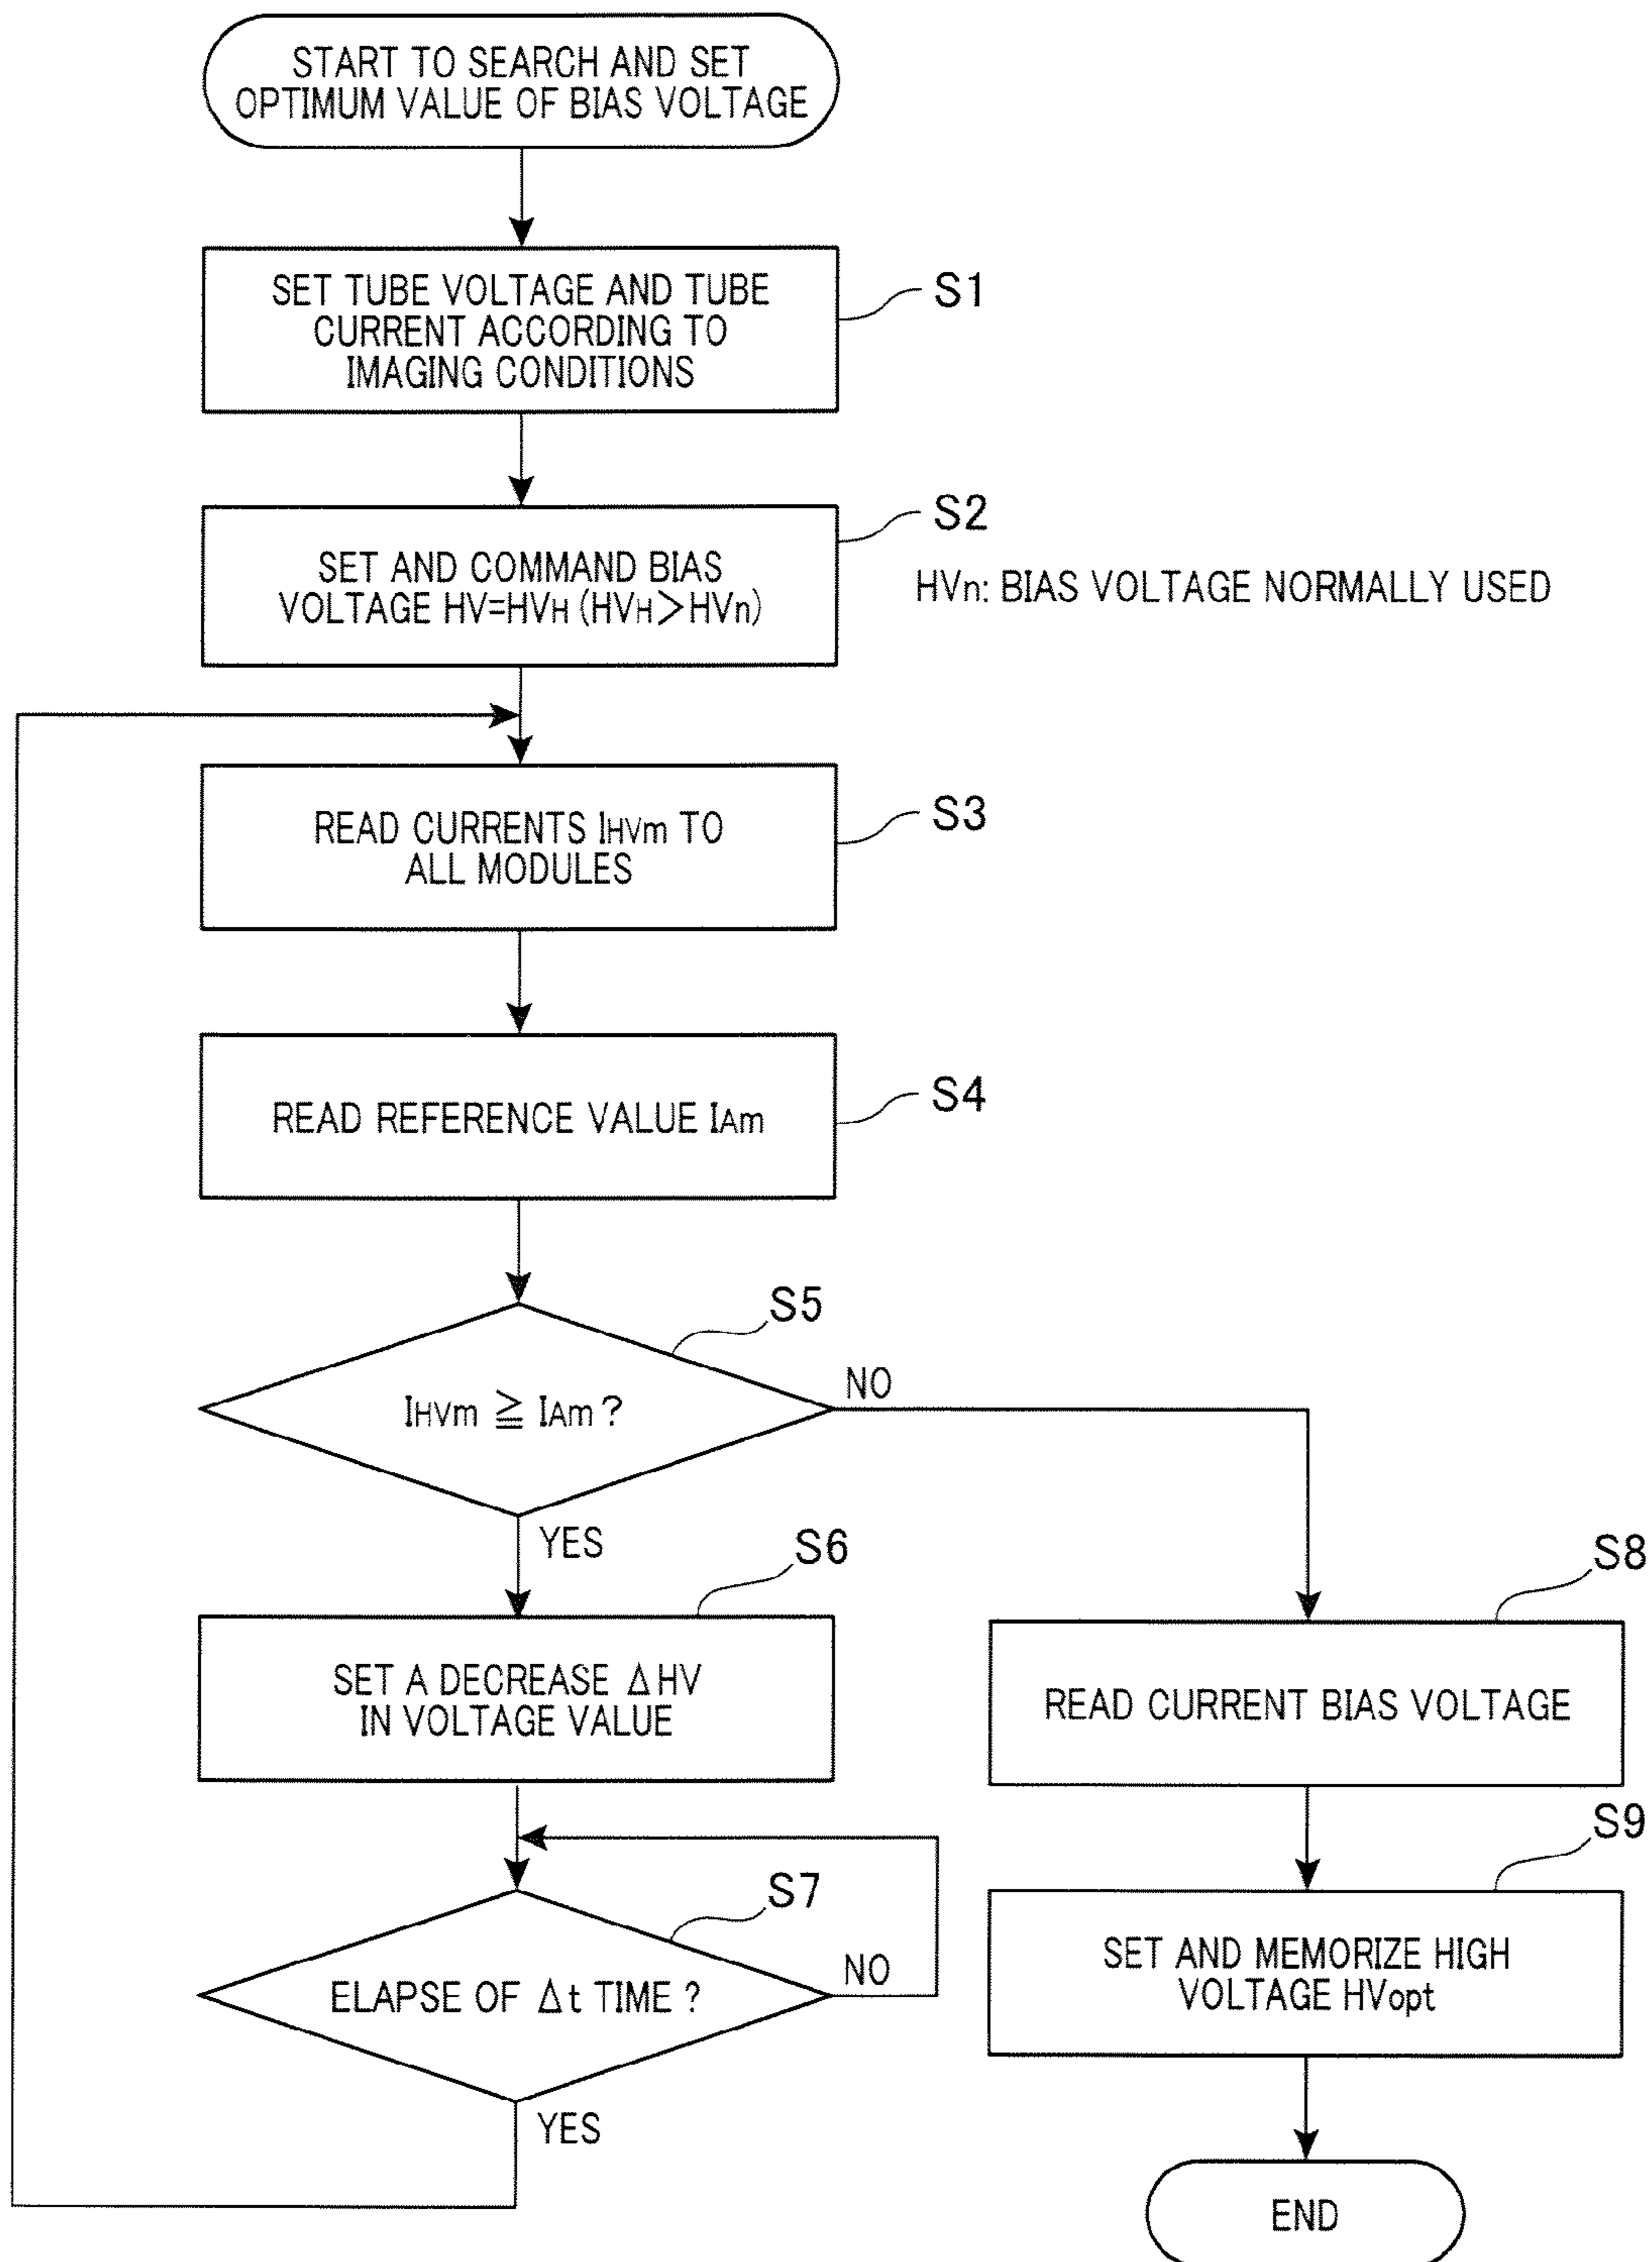 START TO SEARCH AND SET
OPTIMUM VALUE OF BIAS VOLTAGE
SET TUBE VOLTAGE AND TUBE
CURRENT ACCORDING TO
IMAGING CONDITIONS
S1
SET AND COMMAND BIAS
VOLTAGE HV=HVH (HVH>HVn)
S2
HVn: BIAS VOLTAGE NORMALLY USED
READ CURRENTS IHVm TO
ALL MODULES
S3
READ REFERENCE VALUE IAm
S4
S5
IHVm ≧ IAm ?
NO
YES
S6
SET A DECREASE ΔHV
IN VOLTAGE VALUE
S7
ELAPSE OF Δt TIME ?
NO
YES
S8
READ CURRENT BIAS VOLTAGE
S9
SET AND MEMORIZE HIGH
VOLTAGE HVopt
END